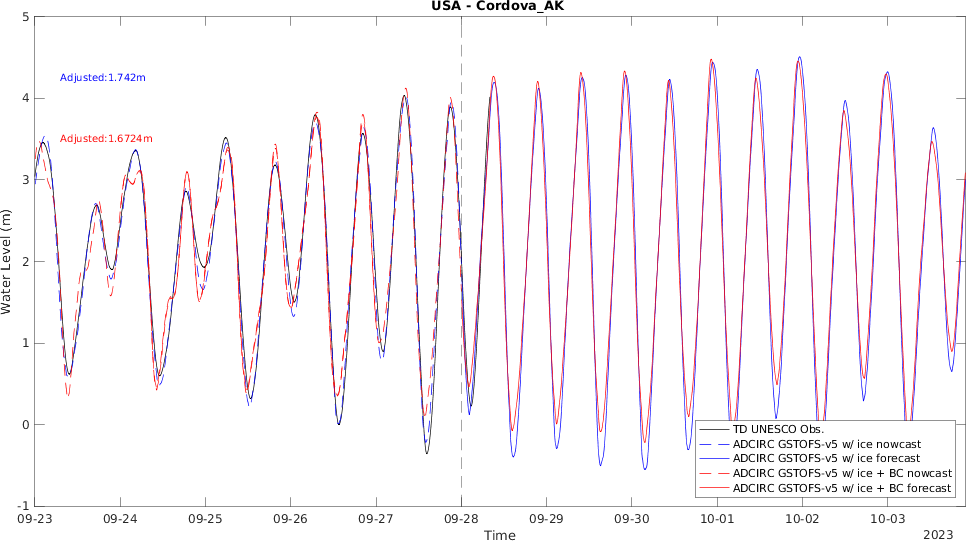 USA - Cordova_AK
5
4
3
2
1
0
-1
Water Level (m)
Adjusted:1.742m
Adjusted:1.6724m
TD UNESCO Obs.
ADCIRC GSTOFS-v5 w/ ice nowcast
ADCIRC GSTOFS-v5 w/ ice forecast
ADCIRC GSTOFS-v5 w/ ice + BC nowcast
ADCIRC GSTOFS-v5 w/ ice + BC forecast
09-23 09-24 09-25 09-26 09-27 09-28 09-29 09-30 10-01 10-02 10-03
Time
2023